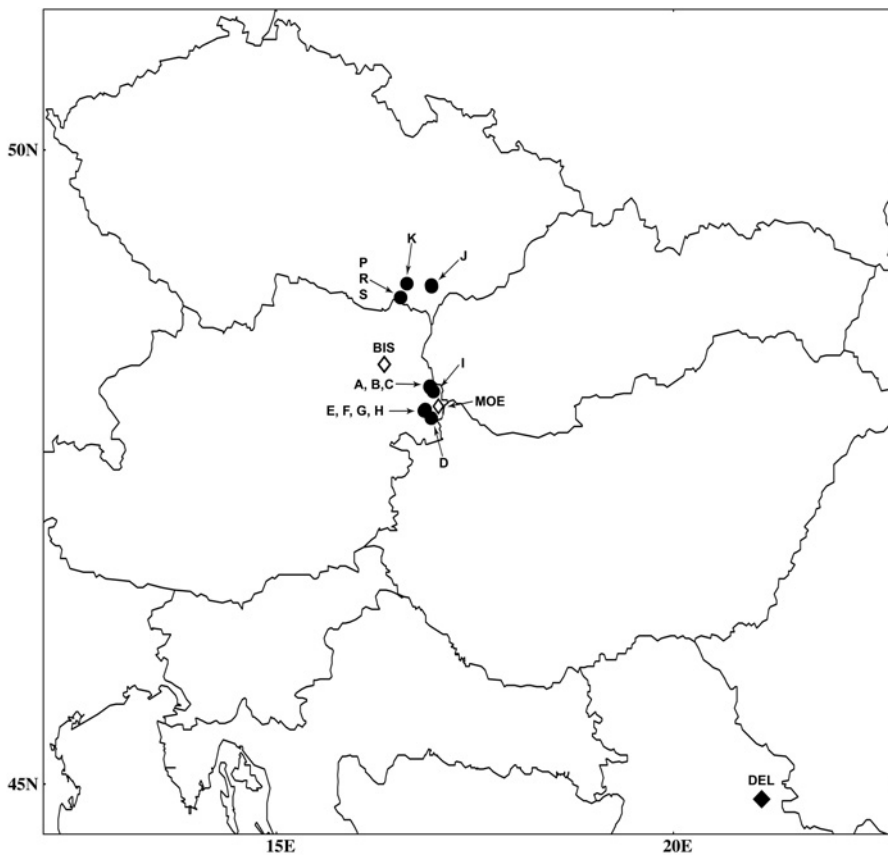 50N
K
P
R
S
J
BIS
I
A, B,C
MOE
E, F, G, H
D
DEL
45N
15E
20E